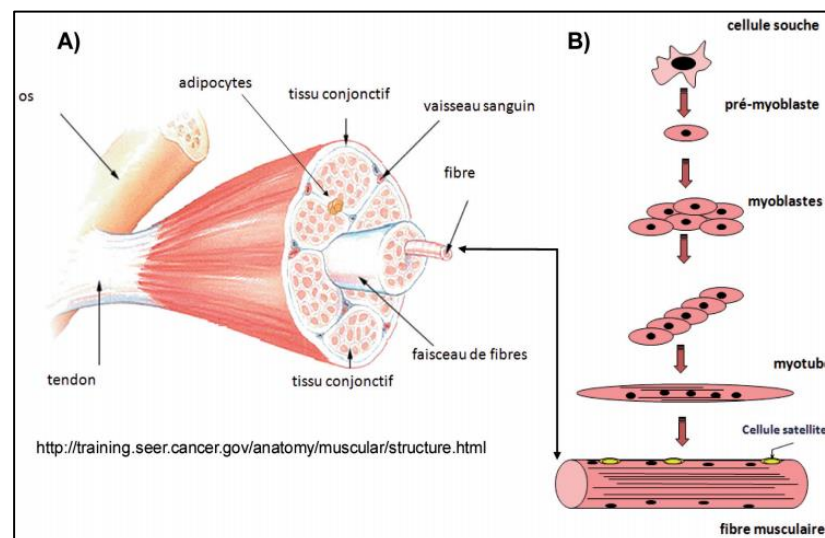 A)
os
adipocytes
tissu conjonctif
vaisseau sanguin
fibre
faisceau de fibres
tissu conjonctif
tendon
http://training.seer.cancer.gov/anatomy/muscular/structure.html
B)
cellule souche
pré-myoblaste
myoblastes
myotube
Cellule satellite
fibre musculaire